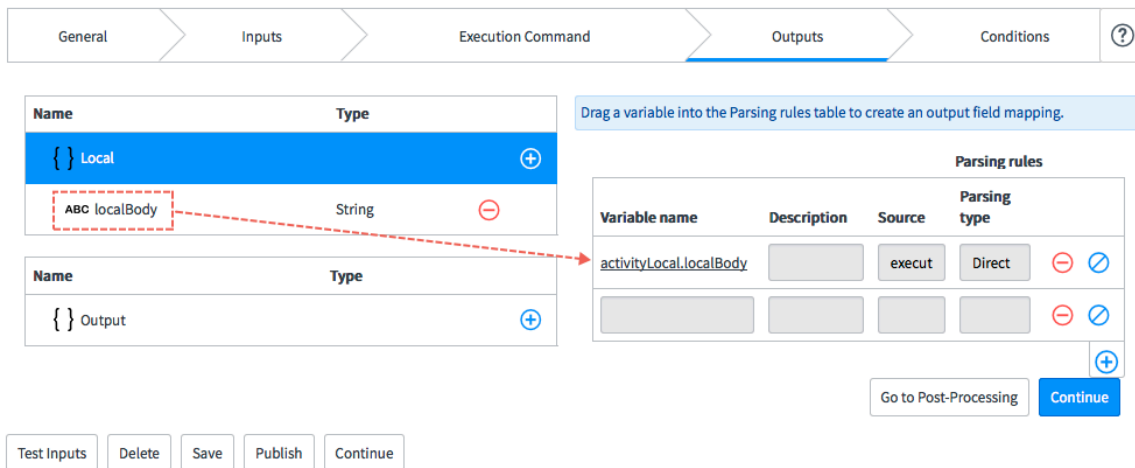 General Inputs Execution Command Outputs Conditions ?
Name Type
{ } Local
ABC localBody String
Name Type
{ } Output
Drag a variable into the Parsing rules table to create an output field mapping.
Parsing rules
Variable name Description Source Parsing type
activityLocal.localBody execut Direct
Go to Post-Processing Continue
Test Inputs Delete Save Publish Continue